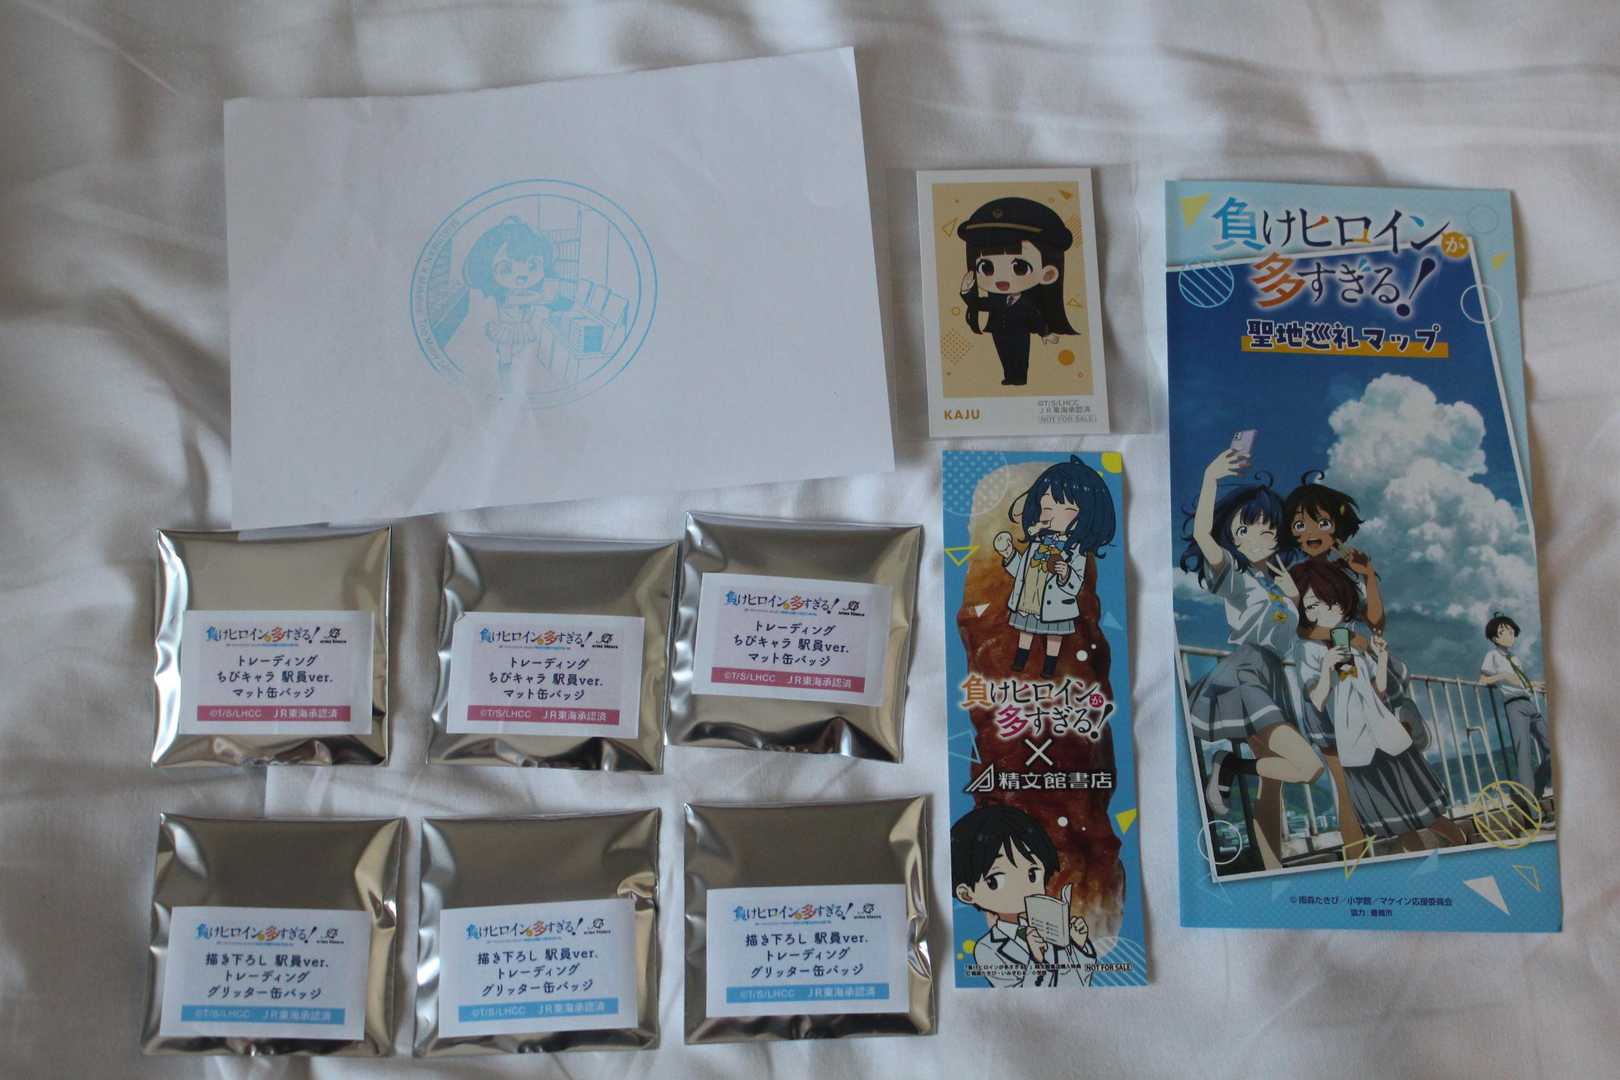 KAJU
©T/S/LHCC
JR東海承認済
NOT FOR SALE
負けヒロインが
多すぎる!
聖地巡礼マップ
© 雨森たきび/小学館/マケイン応援委員会
協力:豊橋市
負けヒロインが
多すぎる!
×
精文館書店
NOT FOR SALE
負けヒロインが多すぎる!
トレーディング
ちびキャラ 駅員ver.
マット缶バッジ
©T/S/LHCC JR東海承認済
負けヒロインが多すぎる!
トレーディング
ちびキャラ 駅員ver.
マット缶バッジ
©T/S/LHCC JR東海承認済
負けヒロインが多すぎる!
トレーディング
ちびキャラ 駅員ver.
マット缶バッジ
©T/S/LHCC JR東海承認済
負けヒロインが多すぎる!
描き下ろし 駅員ver.
トレーディング
グリッター缶バッジ
©T/S/LHCC JR東海承認済
負けヒロインが多すぎる!
描き下ろし 駅員ver.
トレーディング
グリッター缶バッジ
©T/S/LHCC JR東海承認済
負けヒロインが多すぎる!
描き下ろし 駅員ver.
トレーディング
グリッター缶バッジ
©T/S/LHCC JR東海承認済